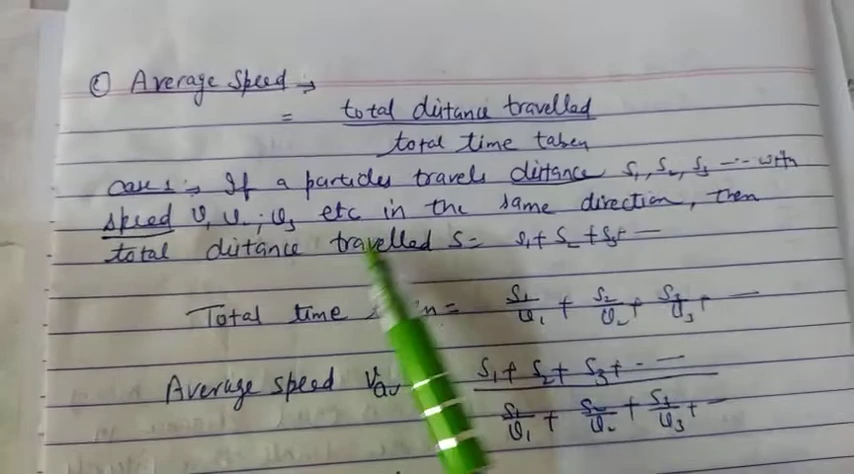 © Average Speed →
= total distance travelled
total time taken
case 1 → If a particles travels distance S₁, S₂, S₃ --- with
speed υ₁ υ₂, υ₃ etc in the same direction, then
total distance travelled S = S₁ + S₂ + S₃ + —
Total time = S₁/υ₁ + S₂/υ₂ + S₃/υ₃ + —
Average speed Vav S₁ + S₂ + S₃ + - —
S₁/υ₁ + S₂/υ₂ + S₃/υ₃ + —